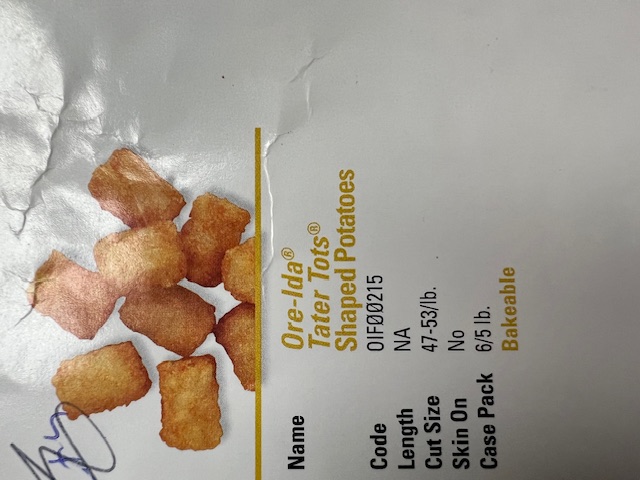 Name Ore-Ida®
Tater Tots®
Shaped Potatoes
Code OIFØØ215
Length NA
Cut Size 47-53/lb.
Skin On No
Case Pack 6/5 lb.
Bakeable